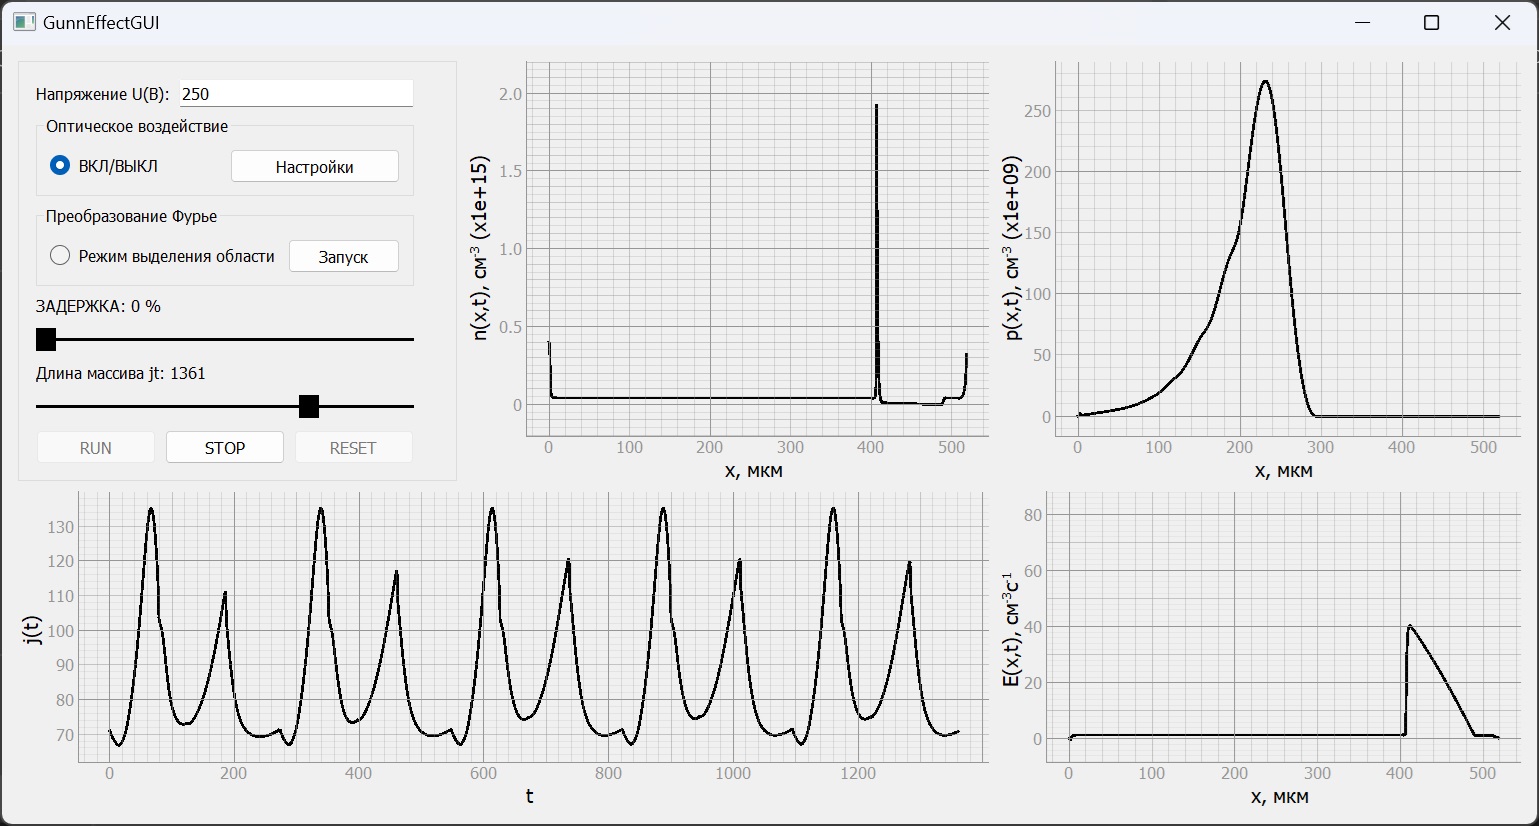 GunnEffectGUI
Напряжение U(В): 250
Оптическое воздействие
ВКЛ/ВЫКЛ
Настройки
Преобразование Фурье
Режим выделения области
Запуск
ЗАДЕРЖКА: 0 %
Длина массива jt: 1361
RUN
STOP
RESET
n(x,t), см⁻³ (x1e+15)
2.0
1.5
1.0
0.5
0
0 100 200 300 400 500
x, мкм
p(x,t), см⁻³ (x1e+09)
250
200
150
100
50
0
0 100 200 300 400 500
x, мкм
j(t)
130
120
110
100
90
80
70
0 200 400 600 800 1000 1200
t
E(x,t), см⁻³с⁻¹
80
60
40
20
0
0 100 200 300 400 500
x, мкм